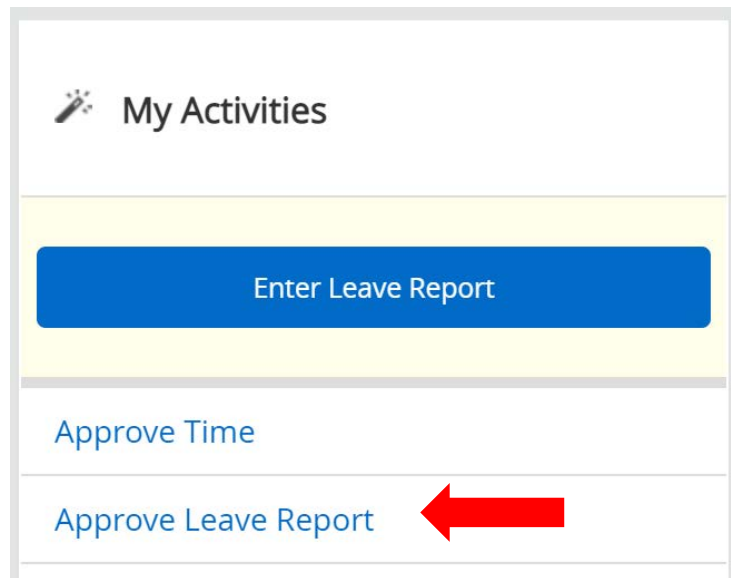 My Activities
Enter Leave Report
Approve Time
Approve Leave Report